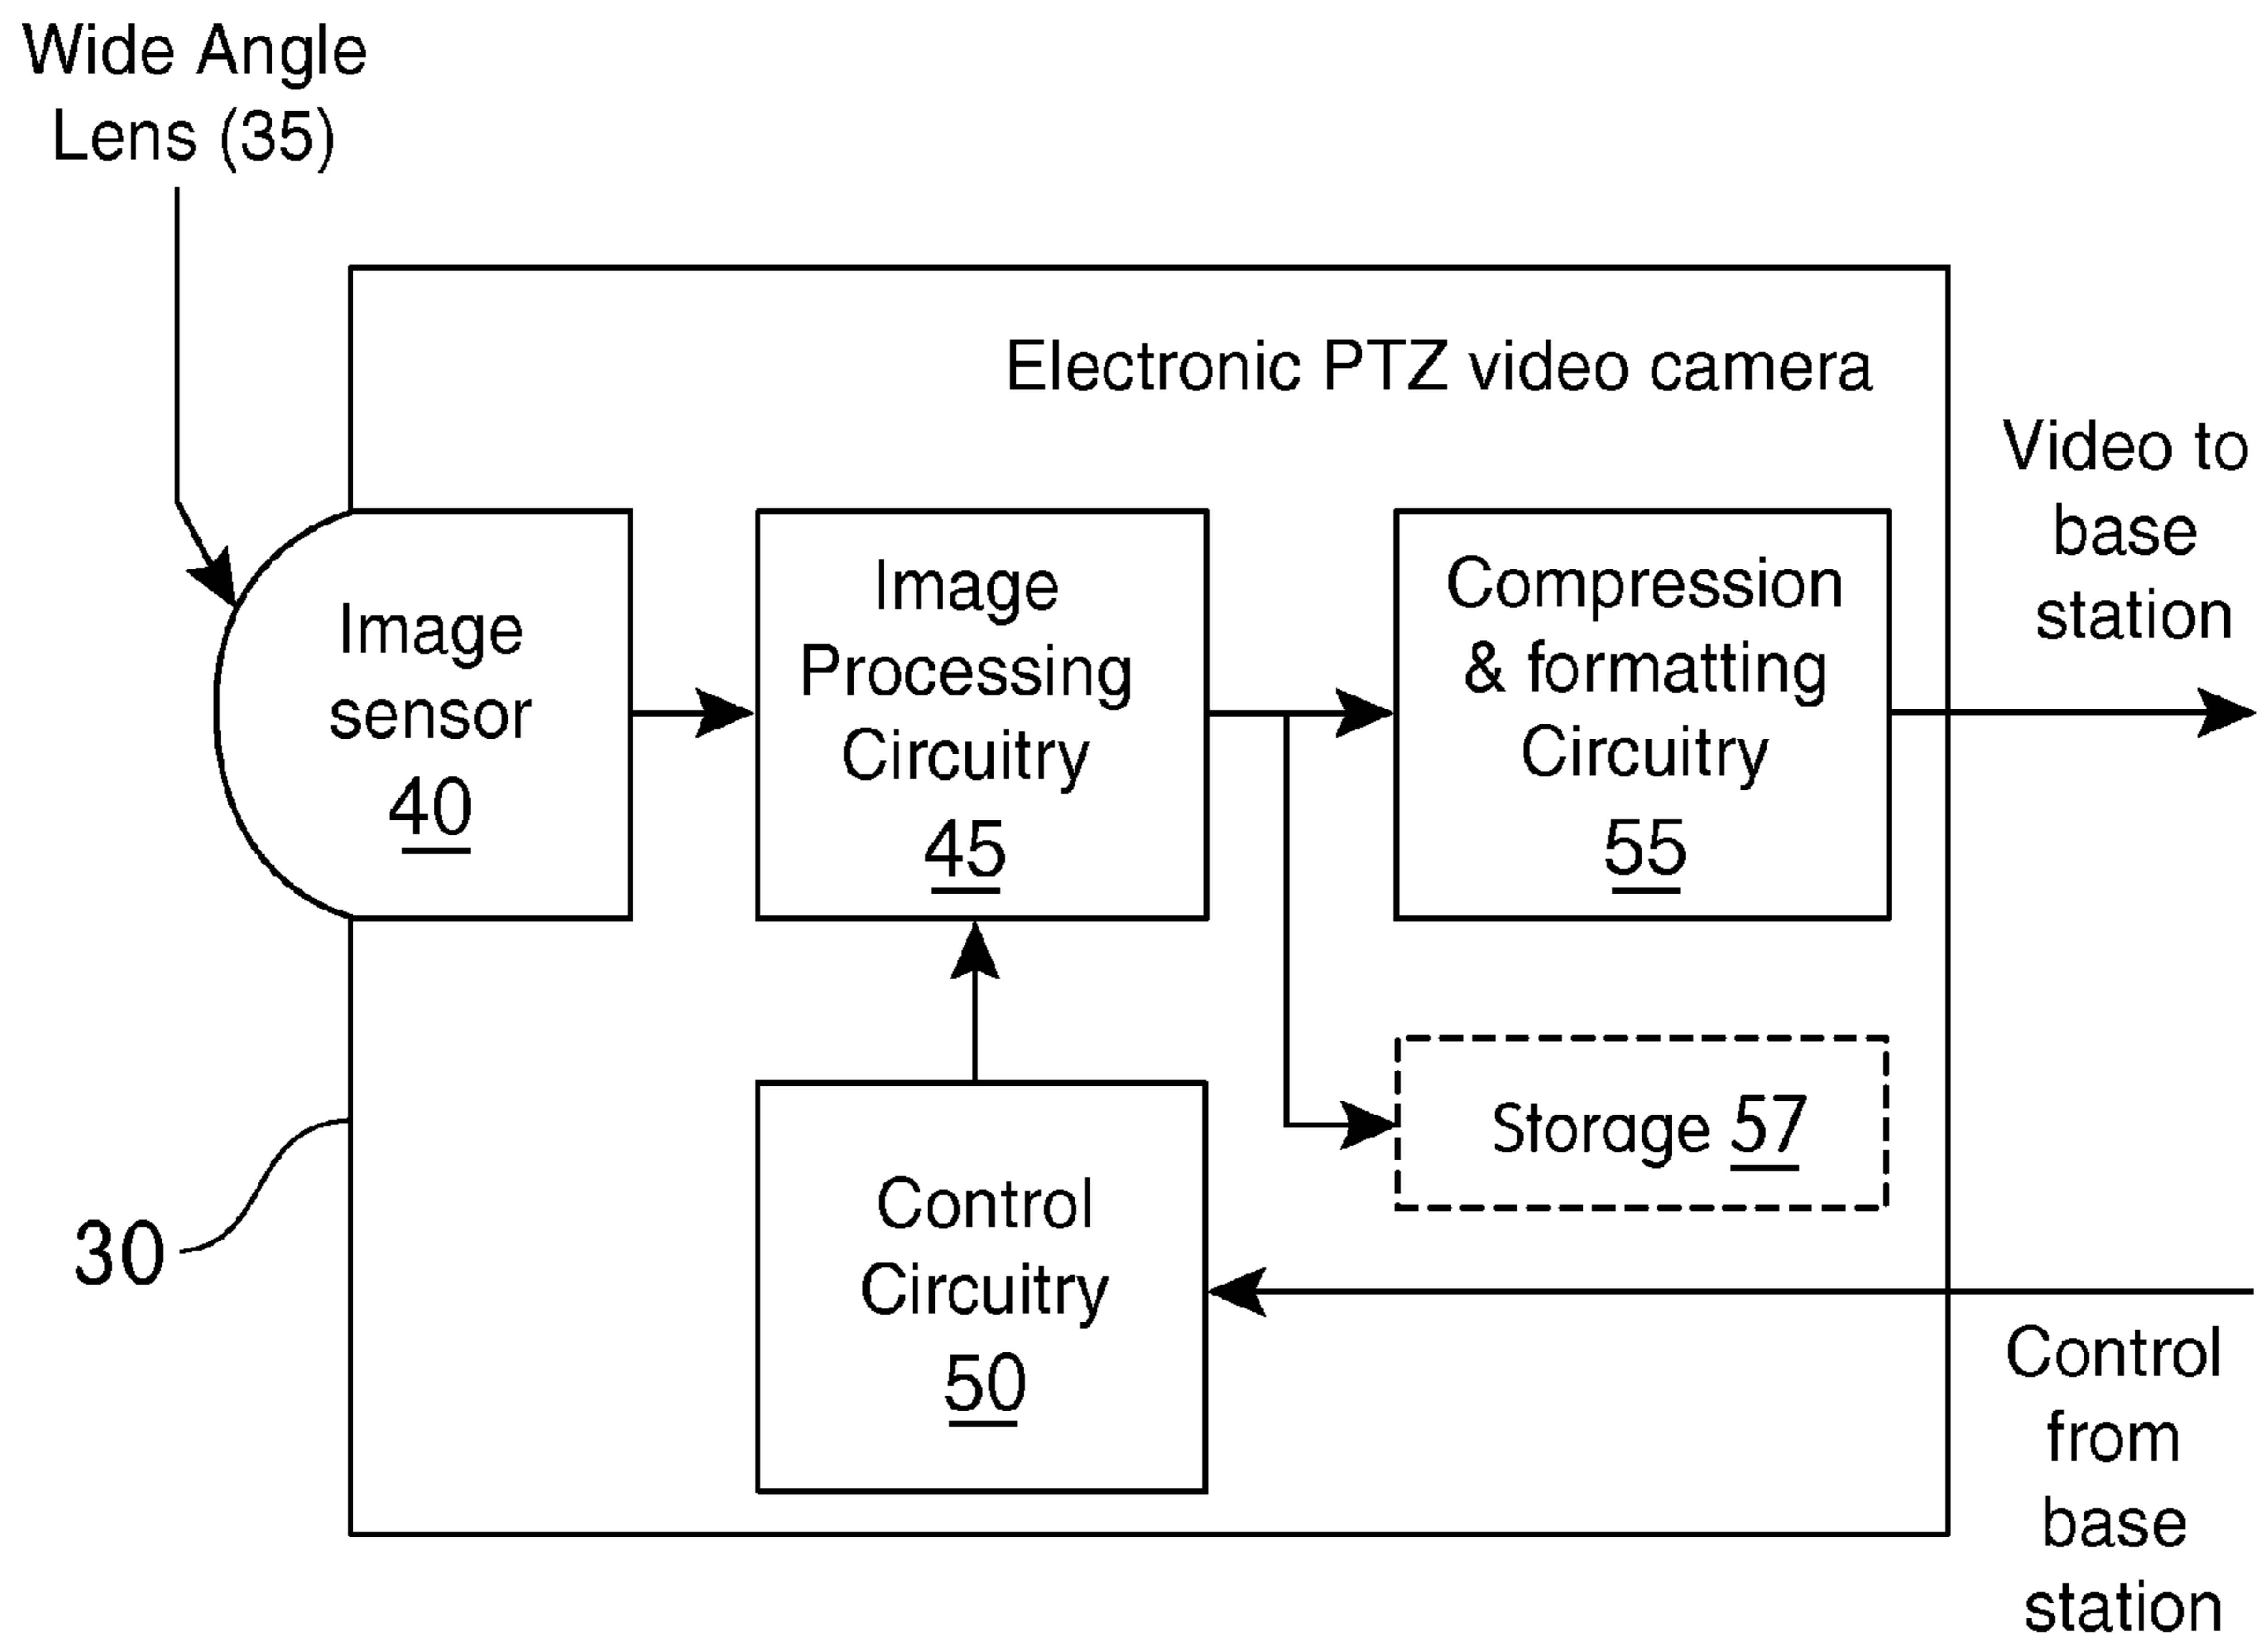 Wide Angle
Lens (35)
Electronic PTZ video camera
Video to
base
station
Image
sensor
40
Image
Processing
Circuitry
45
Compression
& formatting
Circuitry
55
Storage 57
Control
Circuitry
50
30
Control
from
base
station